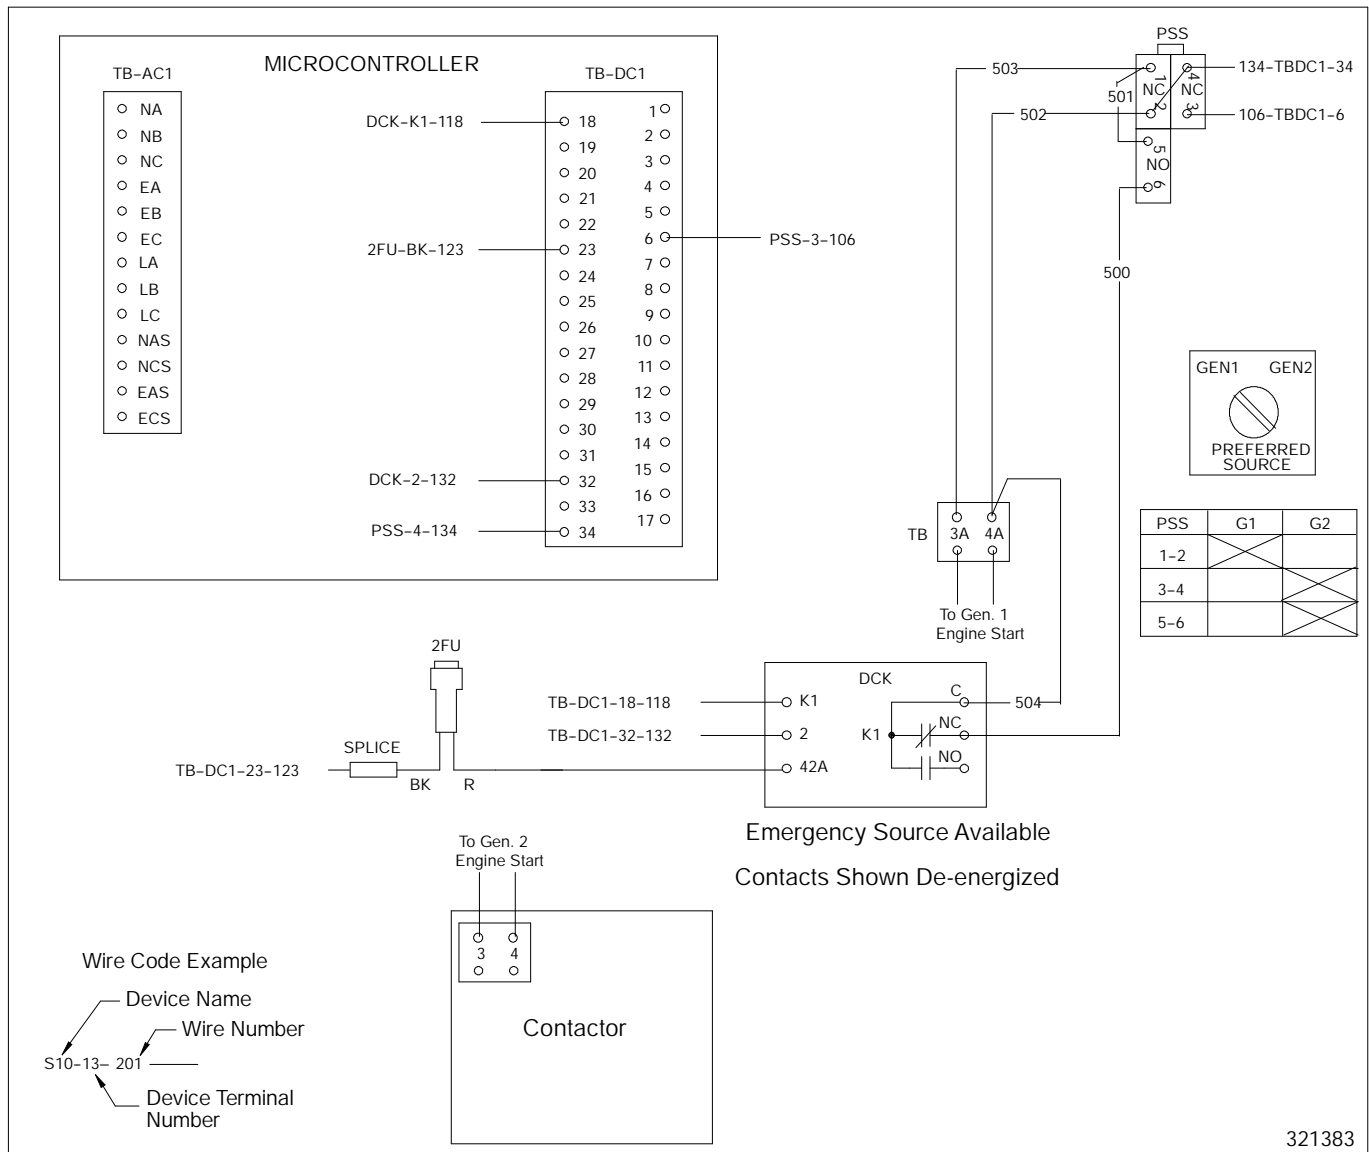 MICROCONTROLLER
TB-AC1
NA
NB
NC
EA
EB
EC
LA
LB
LC
NAS
NCS
EAS
ECS
TB-DC1
18
19
20
21
22
23
24
25
26
27
28
29
30
31
32
33
34
1
2
3
4
5
6
7
8
9
10
11
12
13
14
15
16
17
DCK-K1-118
2FU-BK-123
DCK-2-132
PSS-4-134
PSS-3-106
PSS
503
501
502
500
1
NC
2
4
NC
3
5
NO
6
134-TBDC1-34
106-TBDC1-6
GEN1 GEN2
PREFERRED
SOURCE
PSS G1 G2
1-2
3-4
5-6
TB
3A 4A
To Gen. 1
Engine Start
2FU
SPLICE
TB-DC1-23-123
BK R
TB-DC1-18-118
TB-DC1-32-132
DCK
K1
2
42A
K1
C
NC
NO
504
Emergency Source Available
Contacts Shown De-energized
To Gen. 2
Engine Start
3 4
Contactor
Wire Code Example
Device Name
Wire Number
S10-13- 201
Device Terminal
Number
321383